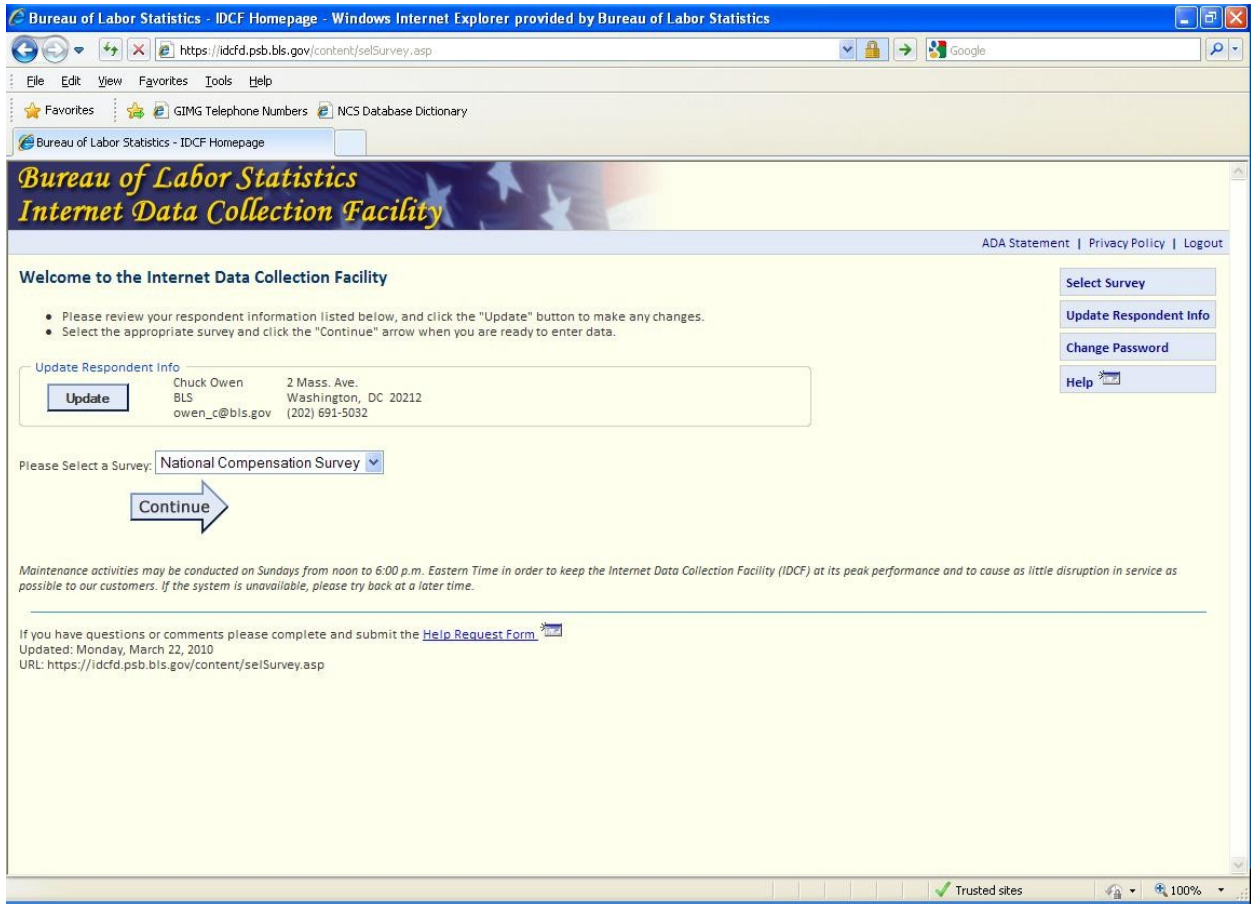 Bureau of Labor Statistics - IDCF Homepage - Windows Internet Explorer provided by Bureau of Labor Statistics
https://idcfd.psb.bls.gov/content/selSurvey.asp
Google
File Edit View Favorites Tools Help
Favorites GIMG Telephone Numbers NCS Database Dictionary
Bureau of Labor Statistics - IDCF Homepage
Bureau of Labor Statistics
Internet Data Collection Facility
ADA Statement | Privacy Policy | Logout
Welcome to the Internet Data Collection Facility
• Please review your respondent information listed below, and click the "Update" button to make any changes.
• Select the appropriate survey and click the "Continue" arrow when you are ready to enter data.
Update Respondent Info
Update
Chuck Owen 2 Mass. Ave.
BLS Washington, DC 20212
owen_c@bls.gov (202) 691-5032
Select Survey
Update Respondent Info
Change Password
Help
Please Select a Survey: National Compensation Survey
Continue
Maintenance activities may be conducted on Sundays from noon to 6:00 p.m. Eastern Time in order to keep the Internet Data Collection Facility (IDCF) at its peak performance and to cause as little disruption in service as
possible to our customers. If the system is unavailable, please try back at a later time.
If you have questions or comments please complete and submit the Help Request Form
Updated: Monday, March 22, 2010
URL: https://idcfd.psb.bls.gov/content/selSurvey.asp
Trusted sites 100%